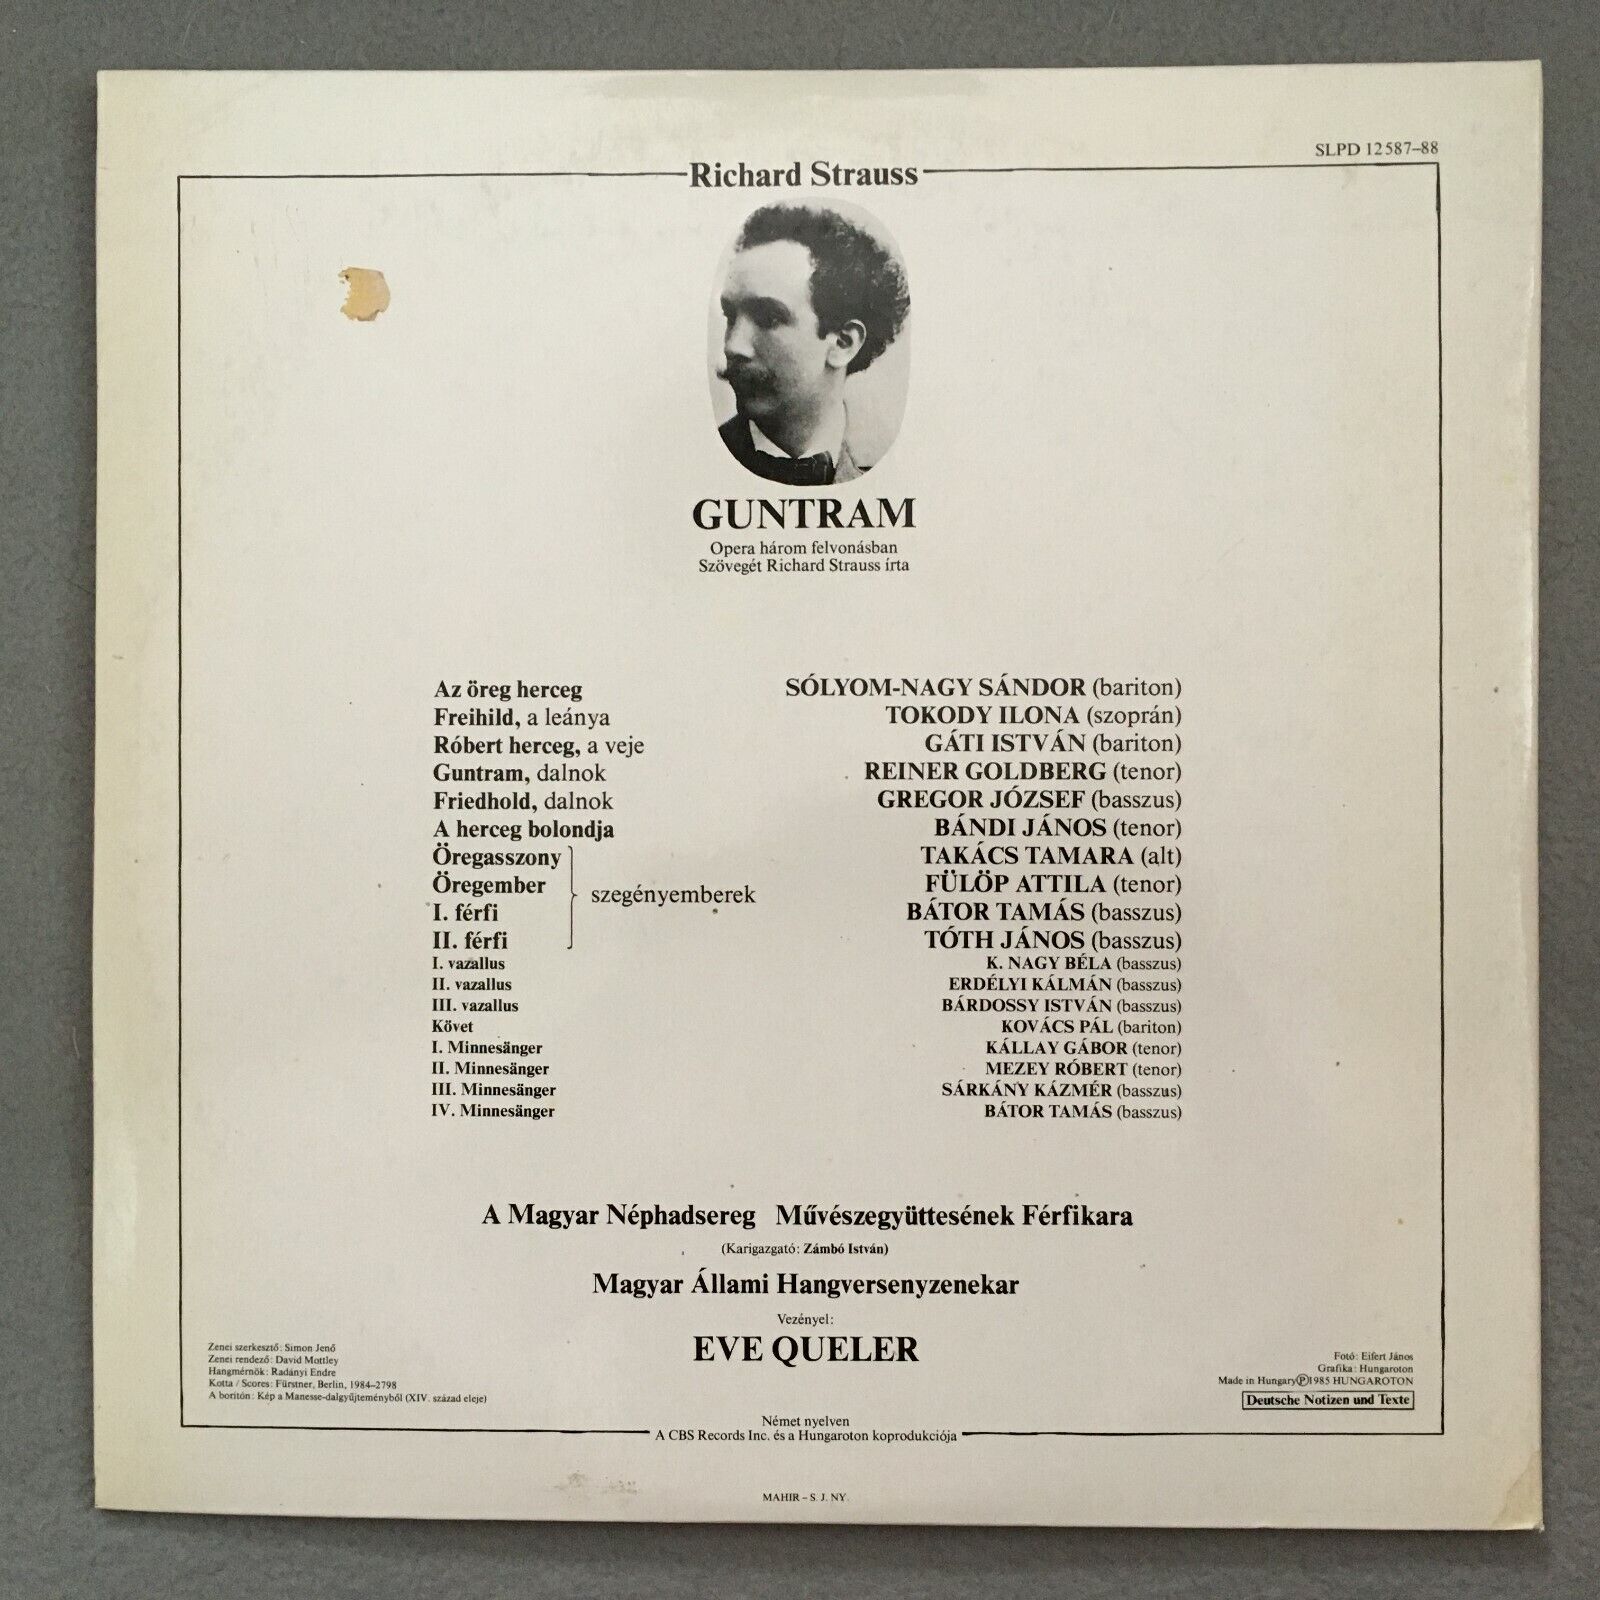 SLPD 12587–88
Richard Strauss
GUNTRAM
Opera három felvonásban
Szövegét Richard Strauss írta
Az öreg herceg SÓLYOM-NAGY SÁNDOR (bariton)
Freihild, a leánya TOKODY ILONA (szoprán)
Róbert herceg, a veje GÁTI ISTVÁN (bariton)
Guntram, dalnok REINER GOLDBERG (tenor)
Friedhold, dalnok GREGOR JÓZSEF (basszus)
A herceg bolondja BÁNDI JÁNOS (tenor)
Öregasszony TAKÁCS TAMARA (alt)
Öregember FÜLÖP ATTILA (tenor)
szegényemberek
I. férfi BÁTOR TAMÁS (basszus)
II. férfi TÓTH JÁNOS (basszus)
I. vazallus K. NAGY BÉLA (basszus)
II. vazallus ERDÉLYI KÁLMÁN (basszus)
III. vazallus BÁRDOSSY ISTVÁN (basszus)
Követ KOVÁCS PÁL (bariton)
I. Minnesänger KÁLLAY GÁBOR (tenor)
II. Minnesänger MEZEY RÓBERT (tenor)
III. Minnesänger SÁRKÁNY KÁZMÉR (basszus)
IV. Minnesänger BÁTOR TAMÁS (basszus)
A Magyar Néphadsereg Művészegyüttesének Férfikara
(Karigazgató: Zámbó István)
Magyar Állami Hangversenyzenekar
Vezényel:
EVE QUELER
Zenei szerkesztő: Simon Jenő
Zenei rendező: David Mottley
Hangmérnök: Radányi Endre
Kotta / Scores: Fürstner, Berlin, 1984–2798
A borítón: Kép a Manesse-dalgyűjteményből (XIV. század eleje)
Fotó: Eifert János
Grafika: Hungaroton
Made in Hungary Ⓟ1985 HUNGAROTON
Deutsche Notizen und Texte
Német nyelven
A CBS Records Inc. és a Hungaroton koprodukciója
MAHIR – S. J. NY.